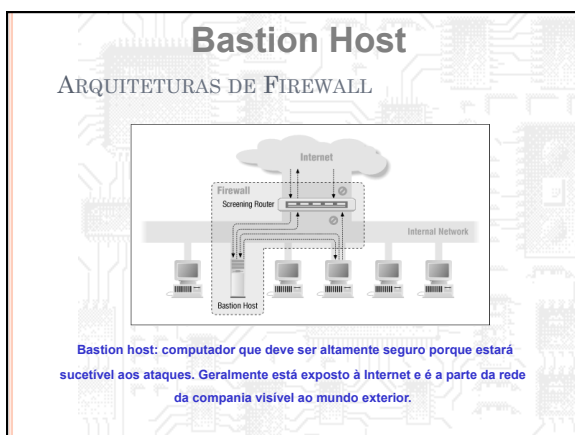 Bastion Host
ARQUITETURAS DE FIREWALL
Internet
Firewall
Screening Router
Internal Network
Bastion Host
Bastion host: computador que deve ser altamente seguro porque estará
sucetível aos ataques. Geralmente está exposto à Internet e é a parte da rede
da compania visível ao mundo exterior.